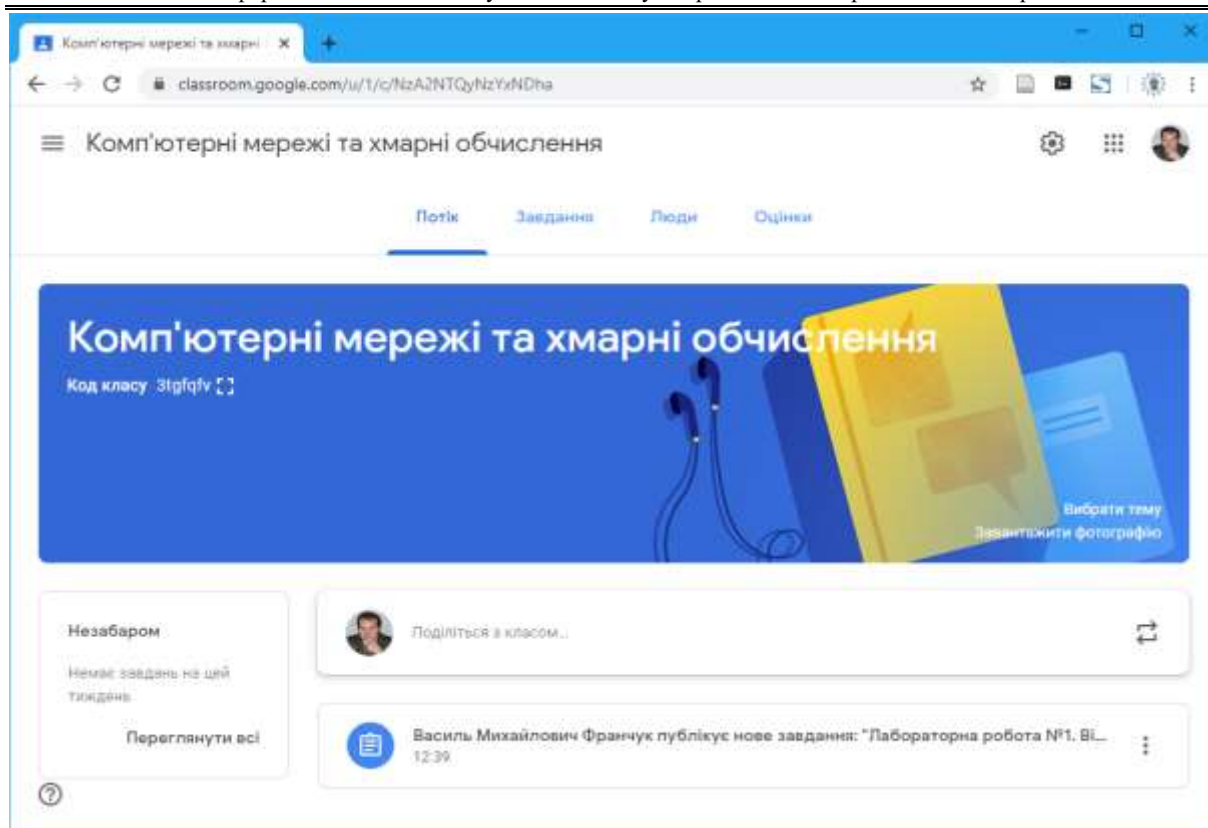 Комп'ютерні мережі та хмарні
classroom.google.com/u/1/c/NzA2NTQyNzYxNDha
Комп'ютерні мережі та хмарні обчислення
Потік Завдання Люди Оцінки
Комп'ютерні мережі та хмарні обчислення
Код класу 3tgfqfv
Вибрати тему
Завантажити фотографію
Незабаром
Немає завдань на цей
тиждень
Переглянути всі
Поділіться з класом...
Василь Михайлович Франчук публікує нове завдання: "Лабораторна робота №1. Ві...
12:39